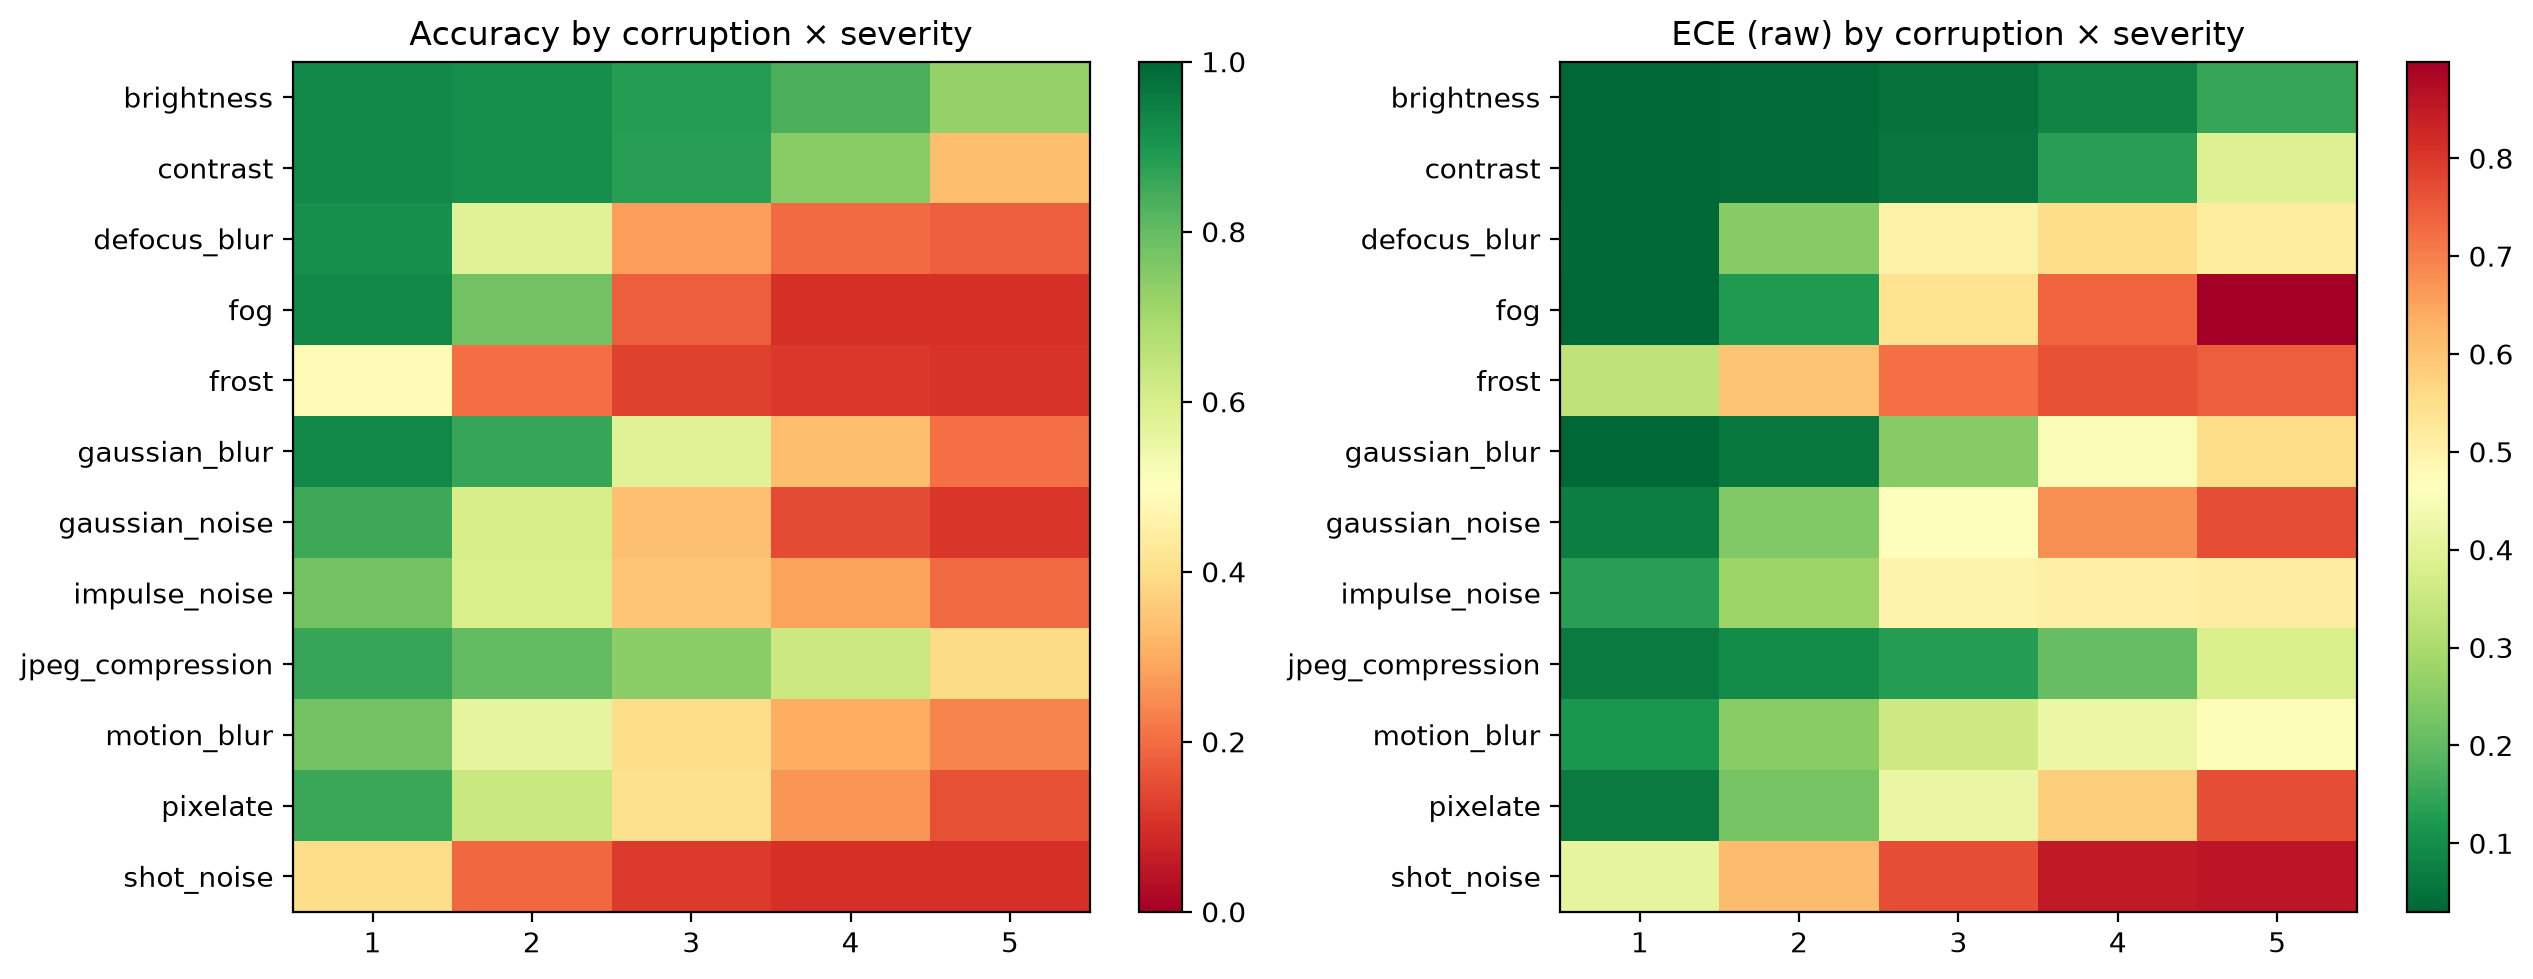 Accuracy by corruption × severity
brightness
contrast
defocus_blur
fog
frost
gaussian_blur
gaussian_noise
impulse_noise
jpeg_compression
motion_blur
pixelate
shot_noise
1 2 3 4 5
1.0
0.8
0.6
0.4
0.2
0.0
ECE (raw) by corruption × severity
brightness
contrast
defocus_blur
fog
frost
gaussian_blur
gaussian_noise
impulse_noise
jpeg_compression
motion_blur
pixelate
shot_noise
1 2 3 4 5
0.8
0.7
0.6
0.5
0.4
0.3
0.2
0.1